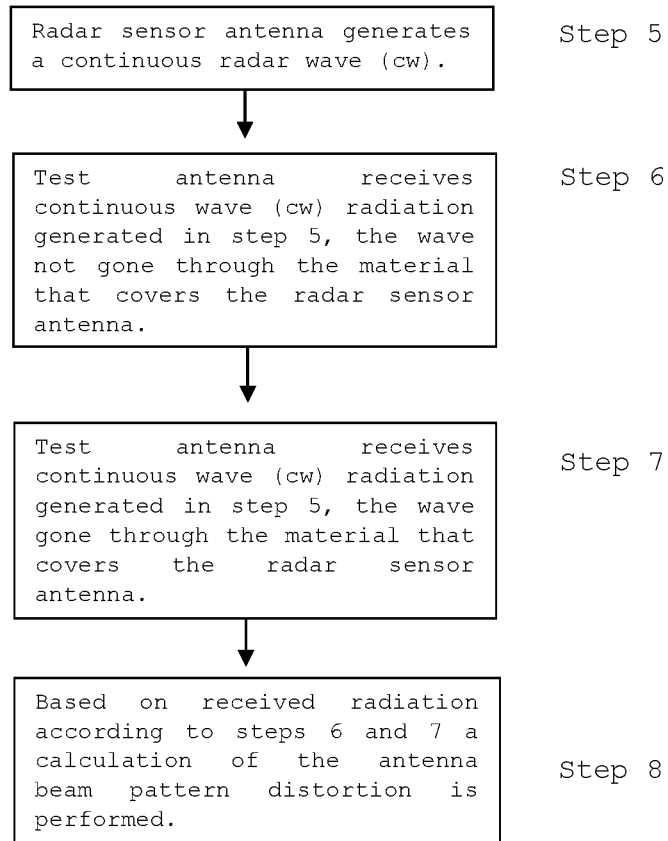 Radar sensor antenna generates
a continuous radar wave (cw).
Step 5
Test antenna receives
continuous wave (cw) radiation
generated in step 5, the wave
not gone through the material
that covers the radar sensor
antenna.
Step 6
Test antenna receives
continuous wave (cw) radiation
generated in step 5, the wave
gone through the material that
covers the radar sensor
antenna.
Step 7
Based on received radiation
according to steps 6 and 7 a
calculation of the antenna
beam pattern distortion is
performed.
Step 8